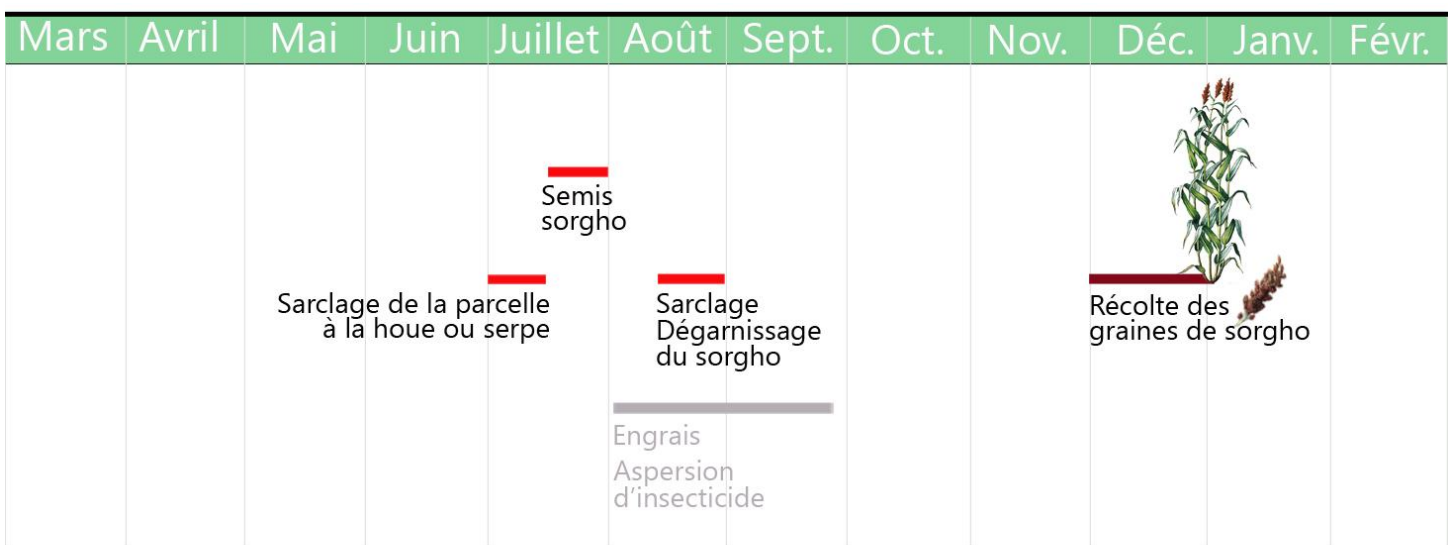 Mars Avril Mai Juin Juillet Août Sept. Oct. Nov. Déc. Janv. Févr.
Semis
sorgho
Sarclage de la parcelle
à la houe ou serpe
Sarclage
Dégarnissage
du sorgho
Engrais
Aspersion
d'insecticide
Récolte des
graines de sorgho